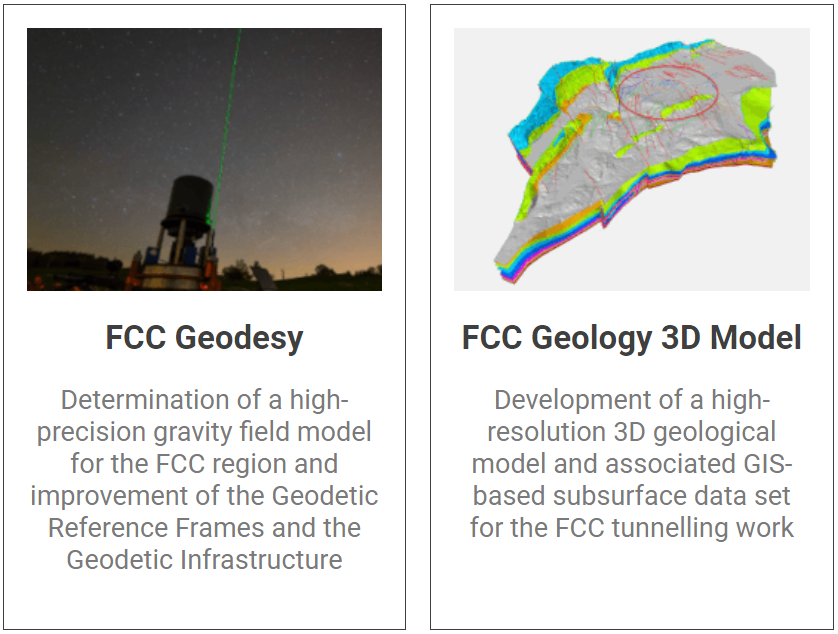 FCC Geodesy
Determination of a high-
precision gravity field model
for the FCC region and
improvement of the Geodetic
Reference Frames and the
Geodetic Infrastructure
FCC Geology 3D Model
Development of a high-
resolution 3D geological
model and associated GIS-
based subsurface data set
for the FCC tunnelling work